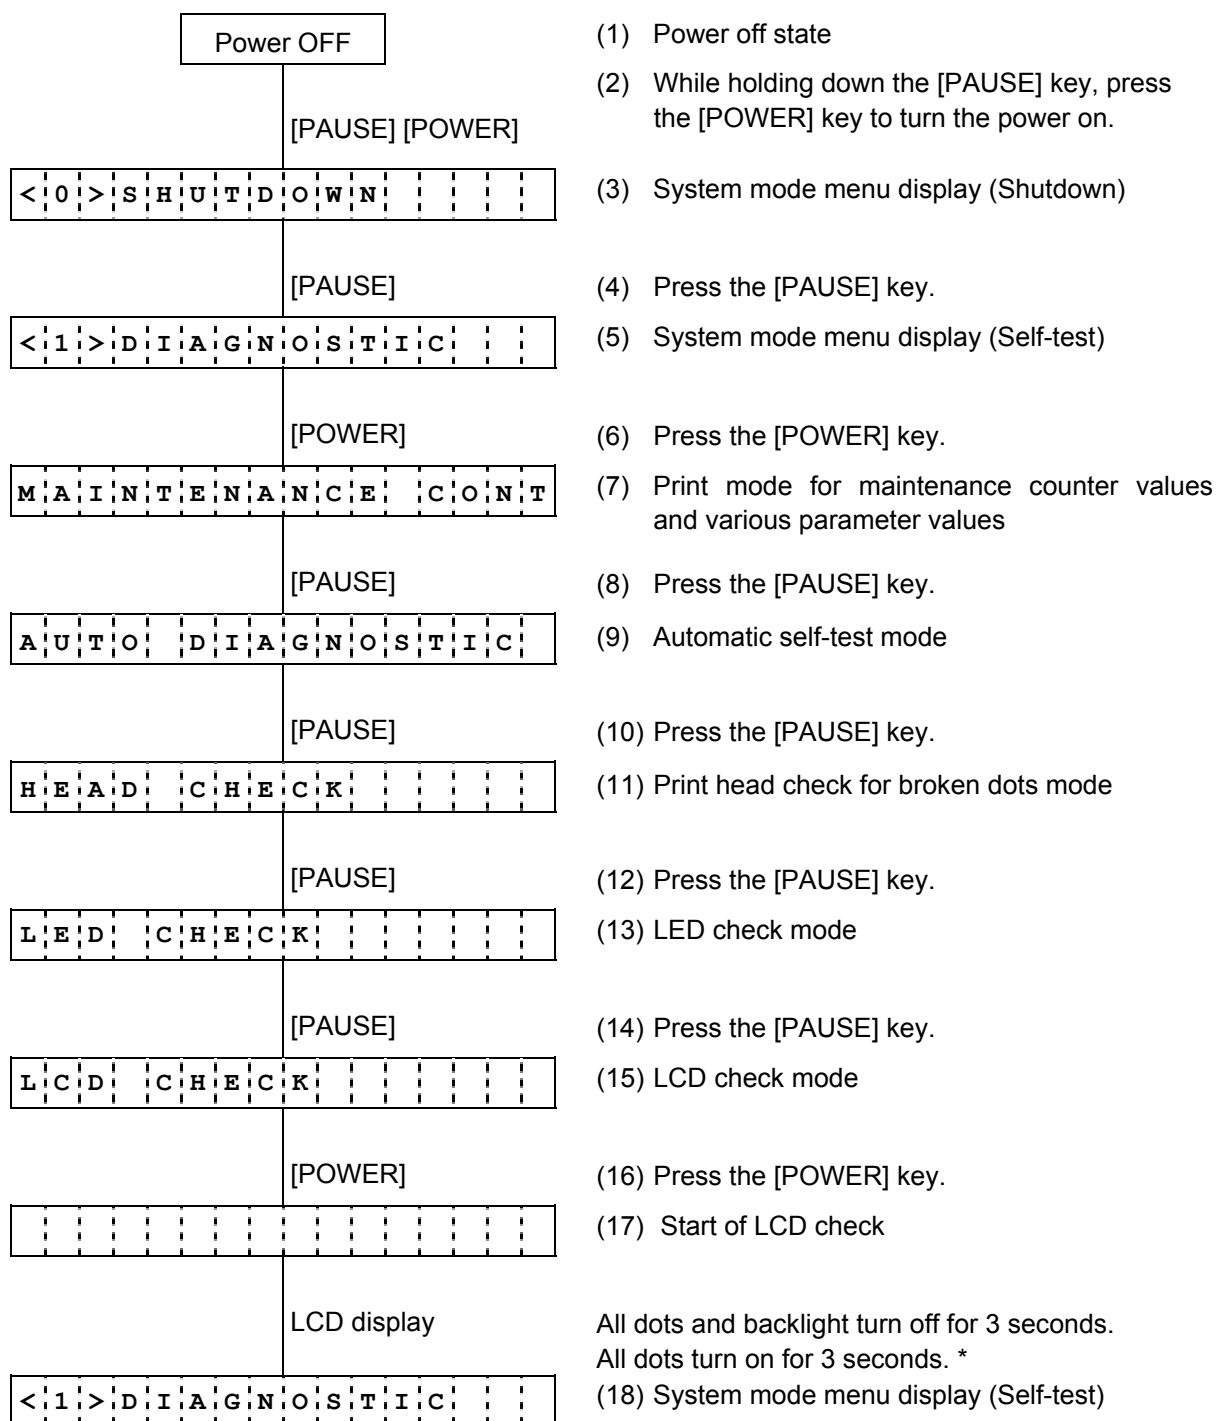 Power OFF
(1) Power off state
[PAUSE] [POWER]
(2) While holding down the [PAUSE] key, press
the [POWER] key to turn the power on.
<0>SHUTDOWN
(3) System mode menu display (Shutdown)
[PAUSE]
(4) Press the [PAUSE] key.
<1>DIAGNOSTIC
(5) System mode menu display (Self-test)
[POWER]
(6) Press the [POWER] key.
MAINTENANCE CONT
(7) Print mode for maintenance counter values
and various parameter values
[PAUSE]
(8) Press the [PAUSE] key.
AUTO DIAGNOSTIC
(9) Automatic self-test mode
[PAUSE]
(10) Press the [PAUSE] key.
HEAD CHECK
(11) Print head check for broken dots mode
[PAUSE]
(12) Press the [PAUSE] key.
LED CHECK
(13) LED check mode
[PAUSE]
(14) Press the [PAUSE] key.
LCD CHECK
(15) LCD check mode
[POWER]
(16) Press the [POWER] key.
(17) Start of LCD check
LCD display
All dots and backlight turn off for 3 seconds.
All dots turn on for 3 seconds. *
<1>DIAGNOSTIC
(18) System mode menu display (Self-test)